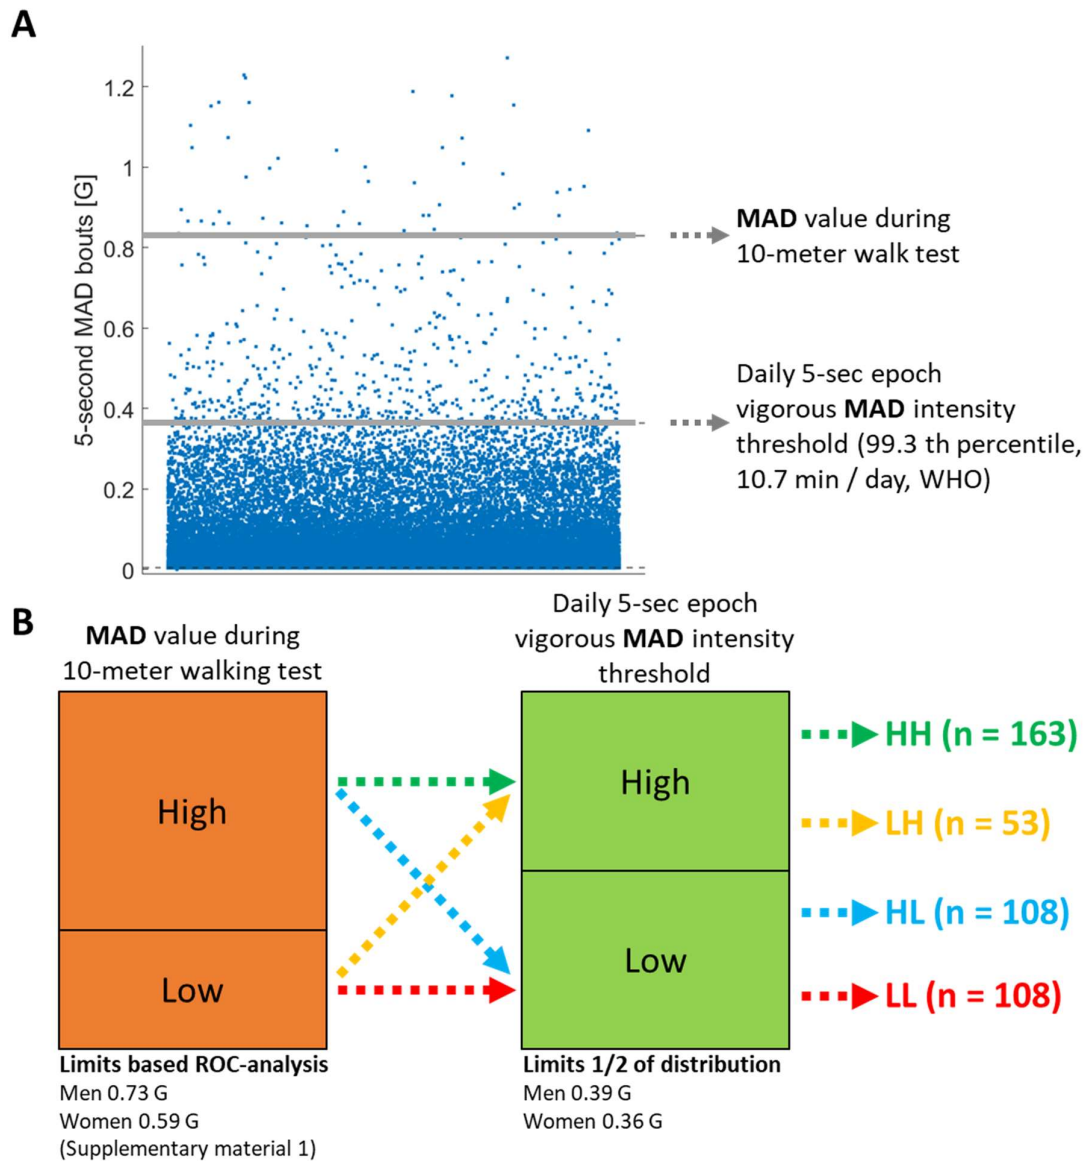 A
5-second MAD bouts [G]
1.2
1
0.8
0.6
0.4
0.2
0
MAD value during
10-meter walk test
Daily 5-sec epoch
vigorous MAD intensity
threshold (99.3 th percentile,
10.7 min / day, WHO)
B
MAD value during
10-meter walking test
High
Low
Limits based ROC-analysis
Men 0.73 G
Women 0.59 G
(Supplementary material 1)
Daily 5-sec epoch
vigorous MAD intensity
threshold
High
Low
Limits 1/2 of distribution
Men 0.39 G
Women 0.36 G
HH (n = 163)
LH (n = 53)
HL (n = 108)
LL (n = 108)